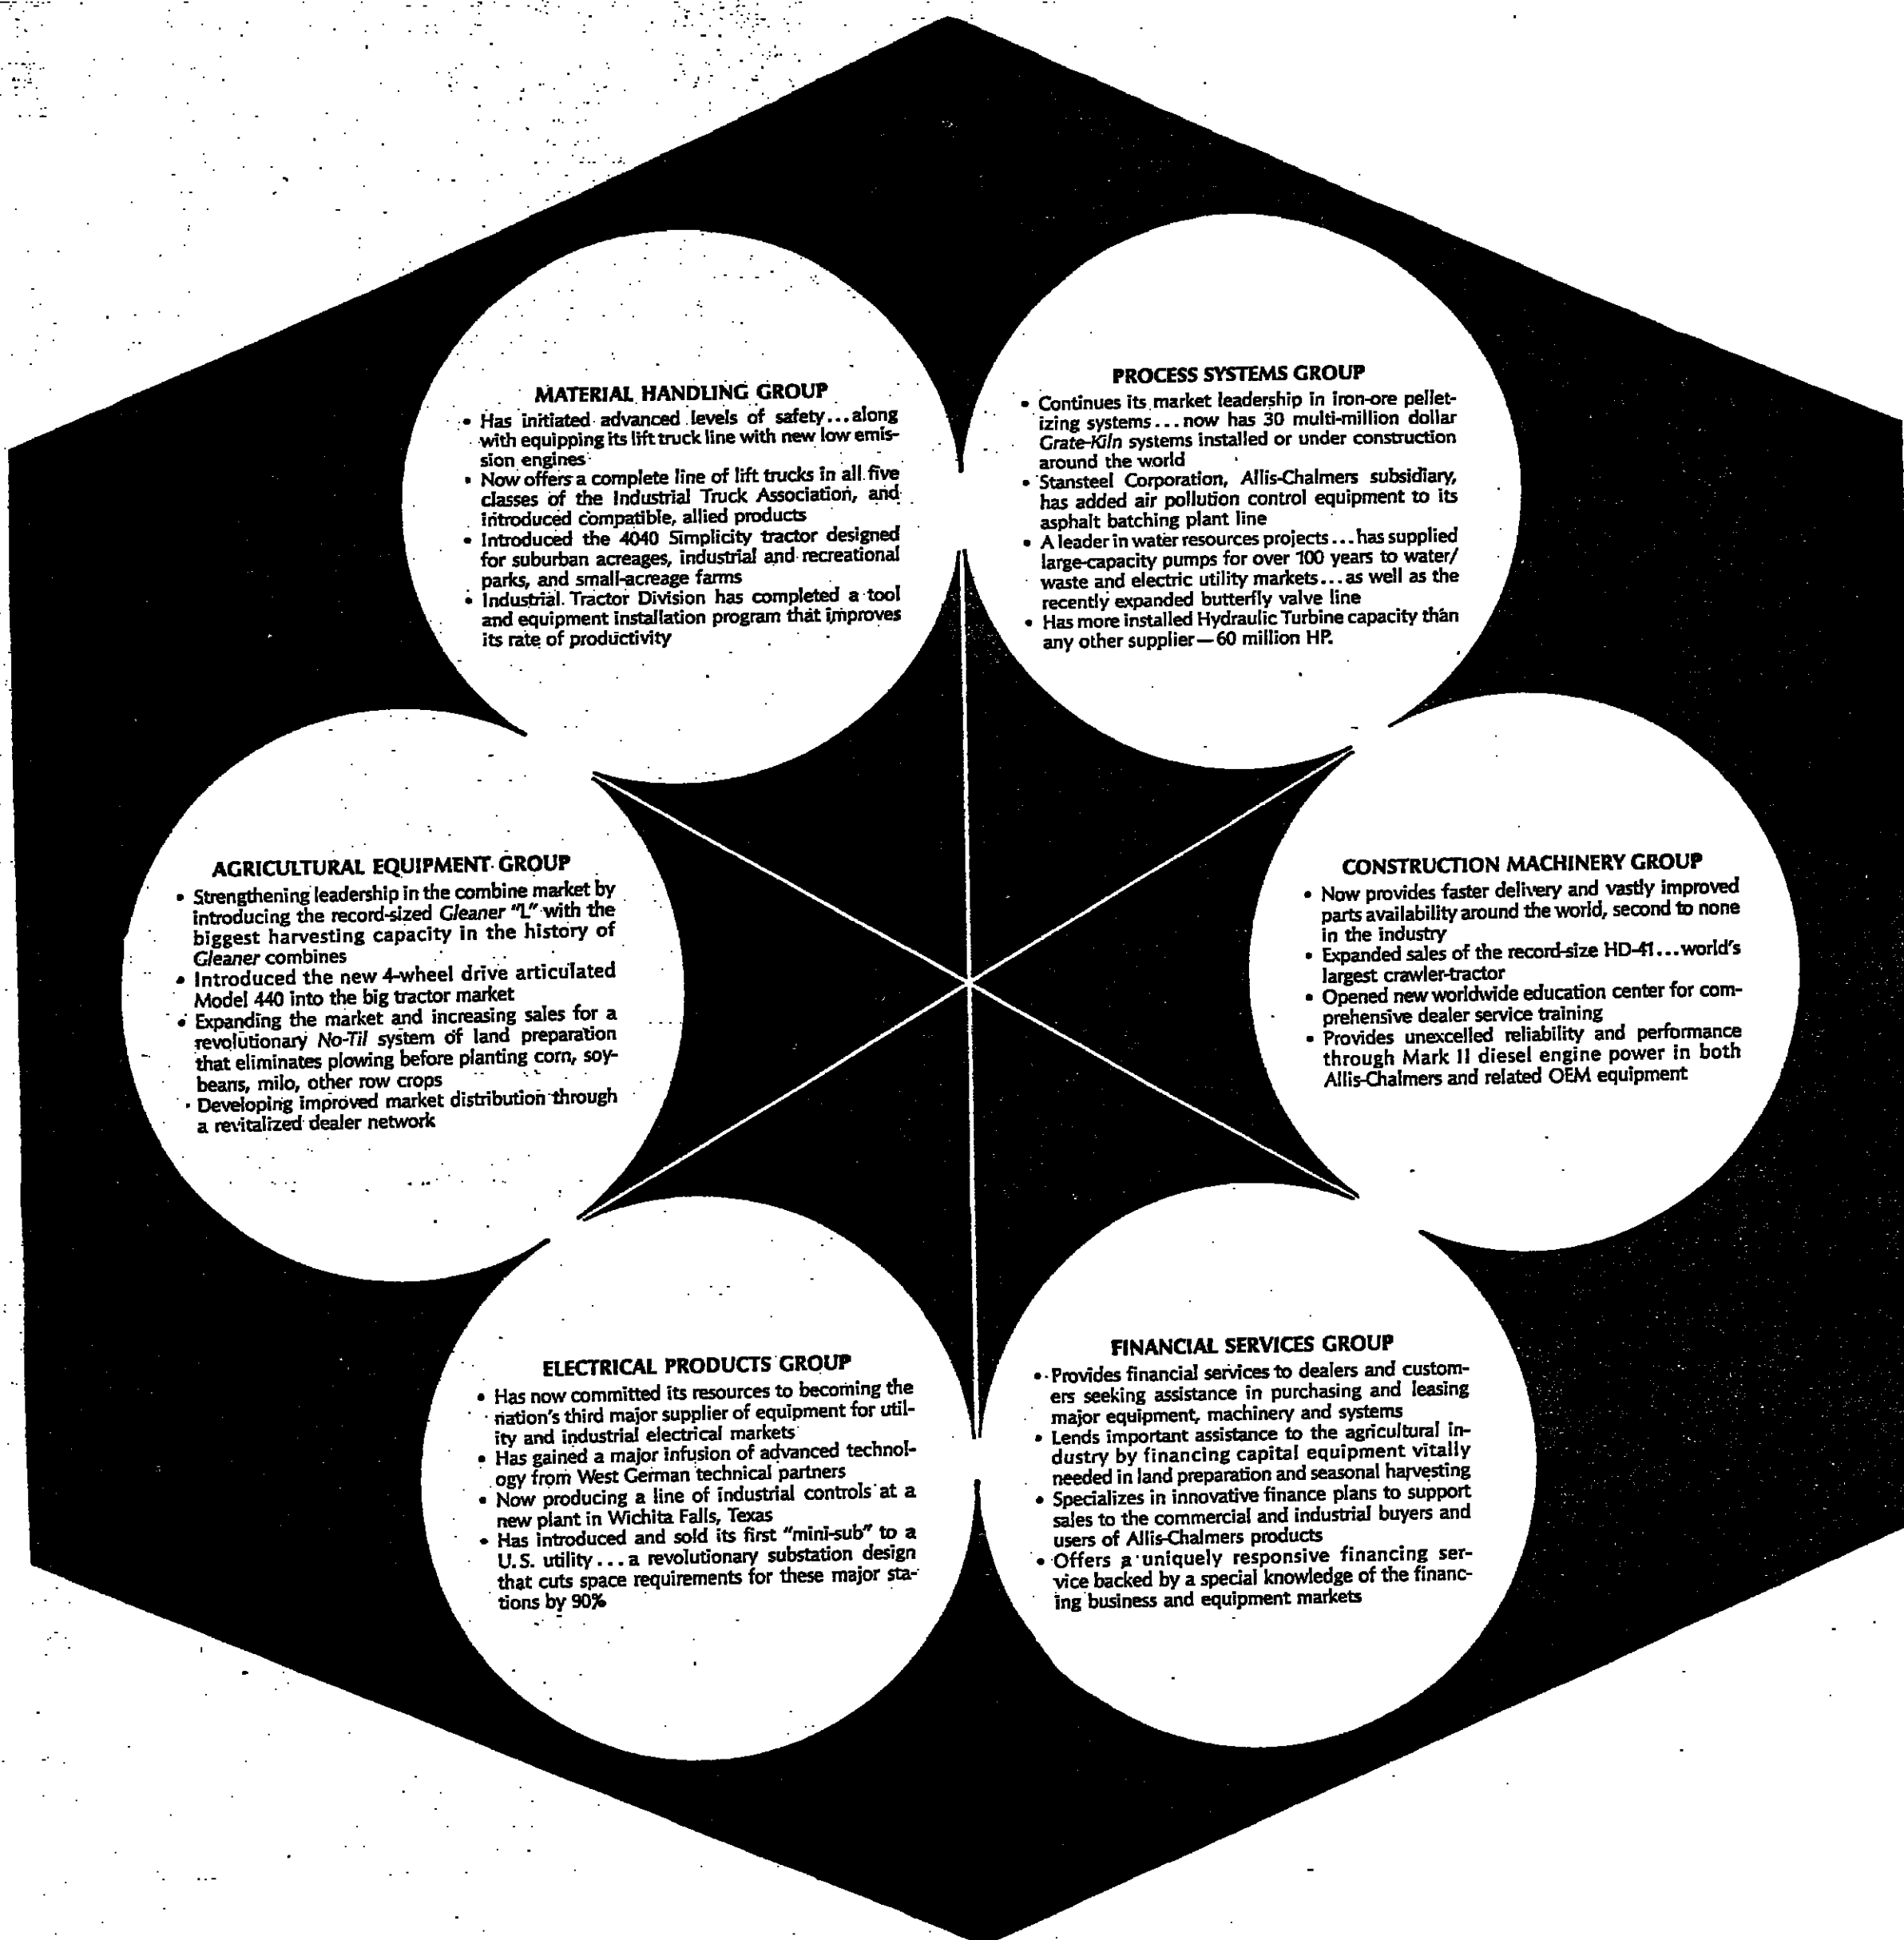 MATERIAL HANDLING GROUP
• Has initiated advanced levels of safety...along
with equipping its lift truck line with new low emis-
sion engines
• Now offers a complete line of lift trucks in all five
classes of the Industrial Truck Association, and
introduced compatible, allied products
• Introduced the 4040 Simplicity tractor designed
for suburban acreages, industrial and recreational
parks, and small-acreage farms
• Industrial Tractor Division has completed a tool
and equipment installation program that improves
its rate of productivity
PROCESS SYSTEMS GROUP
• Continues its market leadership in iron-ore pellet-
izing systems...now has 30 multi-million dollar
Grate-Kiln systems installed or under construction
around the world
• Stansteel Corporation, Allis-Chalmers subsidiary,
has added air pollution control equipment to its
asphalt batching plant line
• A leader in water resources projects...has supplied
large-capacity pumps for over 100 years to water/
waste and electric utility markets...as well as the
recently expanded butterfly valve line
• Has more installed Hydraulic Turbine capacity than
any other supplier—60 million HP.
AGRICULTURAL EQUIPMENT GROUP
• Strengthening leadership in the combine market by
introducing the record-sized Gleaner "L" with the
biggest harvesting capacity in the history of
Gleaner combines
• Introduced the new 4-wheel drive articulated
Model 440 into the big tractor market
• Expanding the market and increasing sales for a
revolutionary No-Til system of land preparation
that eliminates plowing before planting corn, soy-
beans, milo, other row crops
• Developing improved market distribution through
a revitalized dealer network
CONSTRUCTION MACHINERY GROUP
• Now provides faster delivery and vastly improved
parts availability around the world, second to none
in the industry
• Expanded sales of the record-size HD-41...world's
largest crawler-tractor
• Opened new worldwide education center for com-
prehensive dealer service training
• Provides unexcelled reliability and performance
through Mark II diesel engine power in both
Allis-Chalmers and related OEM equipment
ELECTRICAL PRODUCTS GROUP
• Has now committed its resources to becoming the
nation's third major supplier of equipment for util-
ity and industrial electrical markets
• Has gained a major infusion of advanced technol-
ogy from West German technical partners
• Now producing a line of industrial controls at a
new plant in Wichita Falls, Texas
• Has introduced and sold its first "mini-sub" to a
U.S. utility...a revolutionary substation design
that cuts space requirements for these major sta-
tions by 90%
FINANCIAL SERVICES GROUP
• Provides financial services to dealers and custom-
ers seeking assistance in purchasing and leasing
major equipment, machinery and systems
• Lends important assistance to the agricultural in-
dustry by financing capital equipment vitally
needed in land preparation and seasonal harvesting
• Specializes in innovative finance plans to support
sales to the commercial and industrial buyers and
users of Allis-Chalmers products
• Offers a uniquely responsive financing ser-
vice backed by a special knowledge of the financ-
ing business and equipment markets